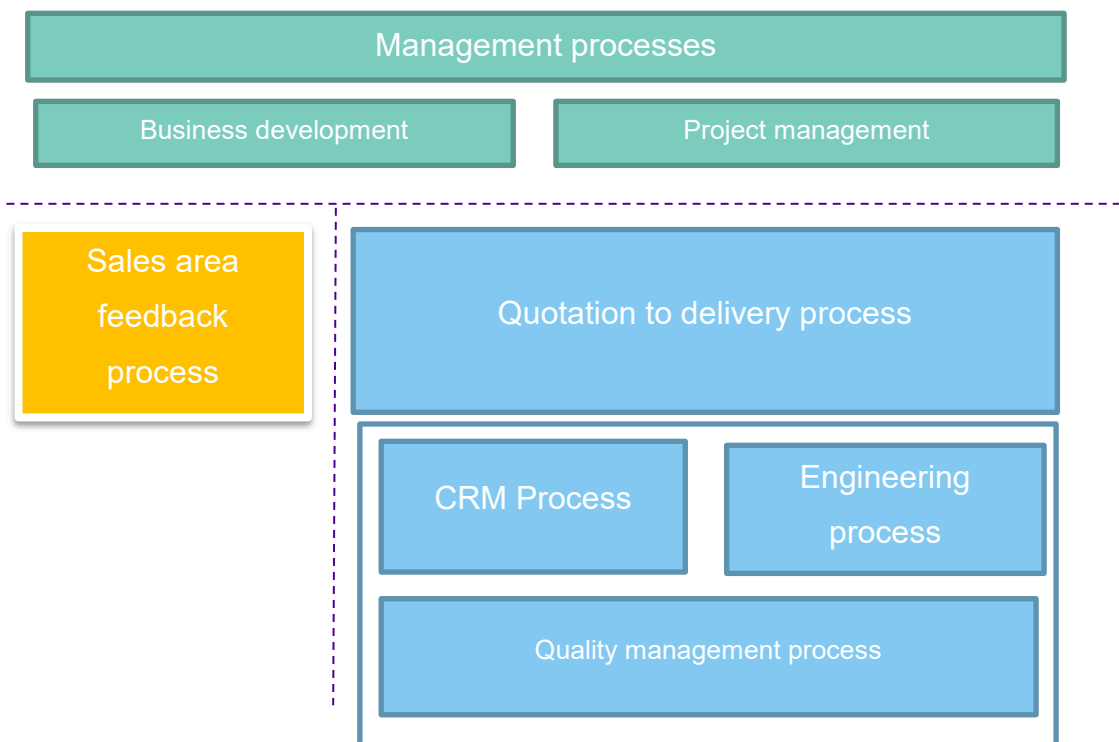 Management processes
Business development
Project management
Sales area
feedback
process
Quotation to delivery process
CRM Process
Engineering
process
Quality management process